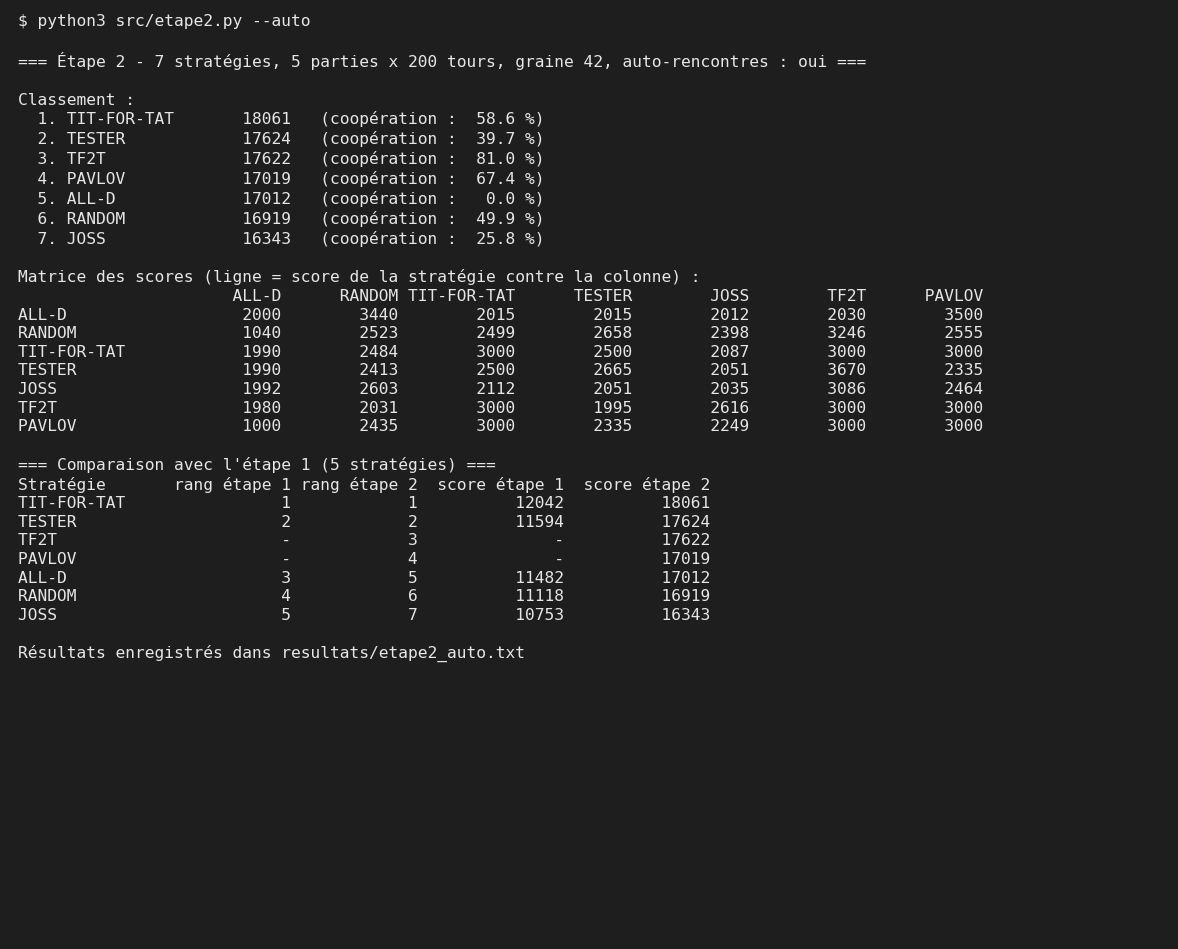 $ python3 src/etape2.py --auto

=== Étape 2 - 7 stratégies, 5 parties x 200 tours, graine 42, auto-rencontres : oui ===

Classement :
  1. TIT-FOR-TAT       18061   (coopération :  58.6 %)
  2. TESTER            17624   (coopération :  39.7 %)
  3. TF2T              17622   (coopération :  81.0 %)
  4. PAVLOV            17019   (coopération :  67.4 %)
  5. ALL-D             17012   (coopération :   0.0 %)
  6. RANDOM            16919   (coopération :  49.9 %)
  7. JOSS              16343   (coopération :  25.8 %)

Matrice des scores (ligne = score de la stratégie contre la colonne) :
                      ALL-D      RANDOM TIT-FOR-TAT      TESTER        JOSS        TF2T      PAVLOV
ALL-D                  2000        3440        2015        2015        2012        2030        3500
RANDOM                 1040        2523        2499        2658        2398        3246        2555
TIT-FOR-TAT            1990        2484        3000        2500        2087        3000        3000
TESTER                 1990        2413        2500        2665        2051        3670        2335
JOSS                   1992        2603        2112        2051        2035        3086        2464
TF2T                   1980        2031        3000        1995        2616        3000        3000
PAVLOV                 1000        2435        3000        2335        2249        3000        3000

=== Comparaison avec l'étape 1 (5 stratégies) ===
Stratégie       rang étape 1 rang étape 2  score étape 1  score étape 2
TIT-FOR-TAT                1            1          12042          18061
TESTER                     2            2          11594          17624
TF2T                       -            3              -          17622
PAVLOV                     -            4              -          17019
ALL-D                      3            5          11482          17012
RANDOM                     4            6          11118          16919
JOSS                       5            7          10753          16343

Résultats enregistrés dans resultats/etape2_auto.txt